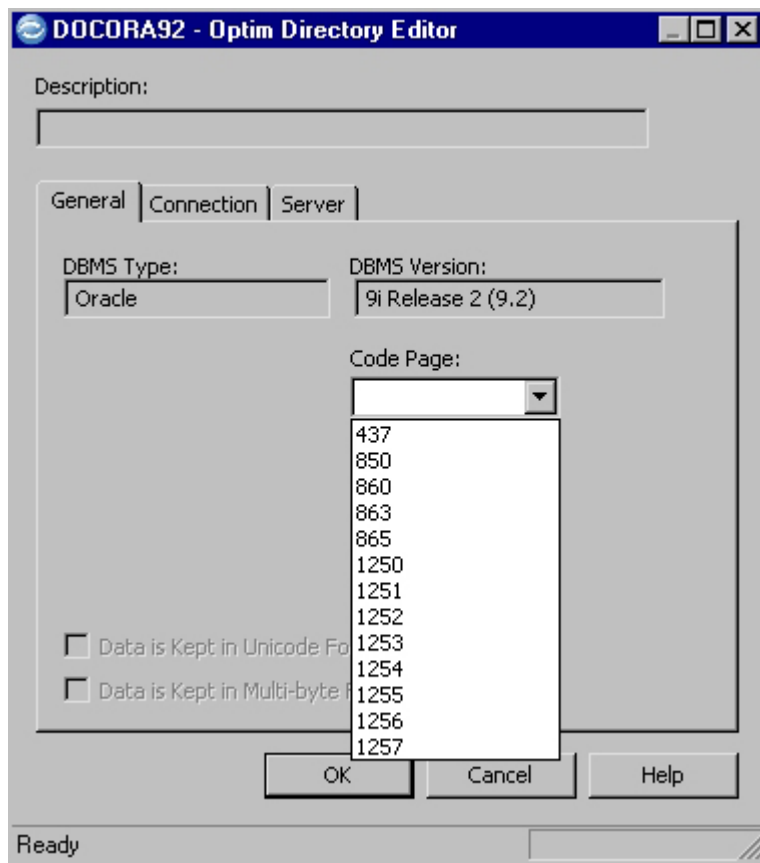 DOCORA92 - Optim Directory Editor
Description:
General Connection Server
DBMS Type: DBMS Version:
Oracle 9i Release 2 (9.2)
Code Page:
437
850
860
863
865
1250
1251
1252
1253
1254
Data is Kept in Unicode Fo
1255
Data is Kept in Multi-byte
1256
1257
OK Cancel Help
Ready